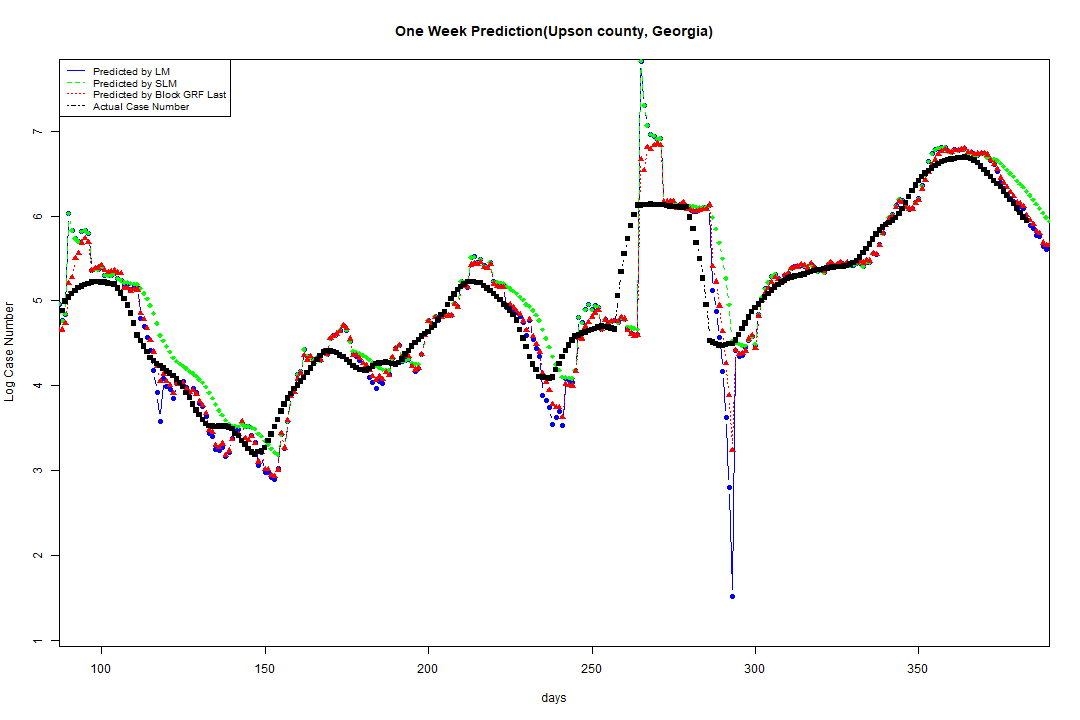 One Week Prediction(Upson county, Georgia)
Predicted by LM
Predicted by SLM
Predicted by Block GRF Last
Actual Case Number
Log Case Number
7
6
5
4
3
2
1
100 150 200 250 300 350
days